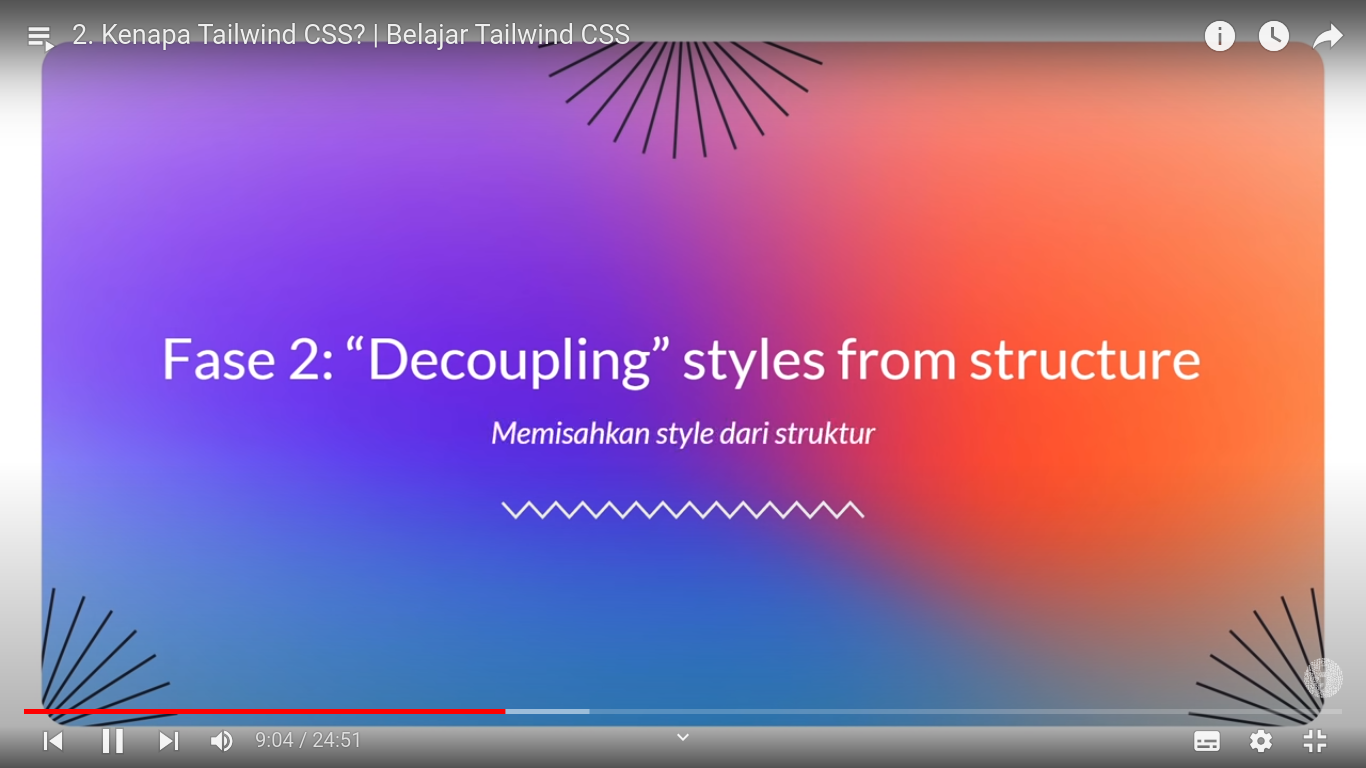 2. Kenapa Tailwind CSS? | Belajar Tailwind CSS
Fase 2: “Decoupling” styles from structure
Memisahkan style dari struktur
9:04 / 24:51